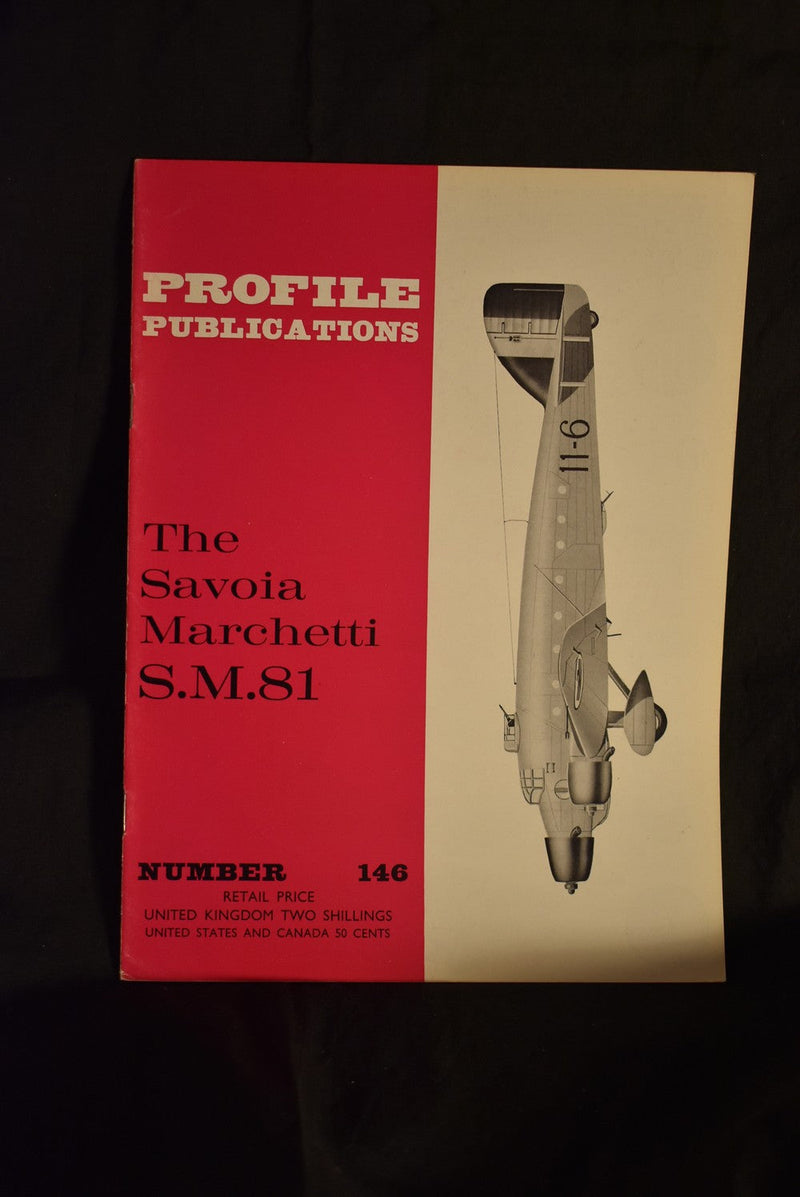 PROFILE
PUBLICATIONS
The
Savoia
Marchetti
S.M.81
NUMBER 146
RETAIL PRICE
UNITED KINGDOM TWO SHILLINGS
UNITED STATES AND CANADA 50 CENTS
11-6